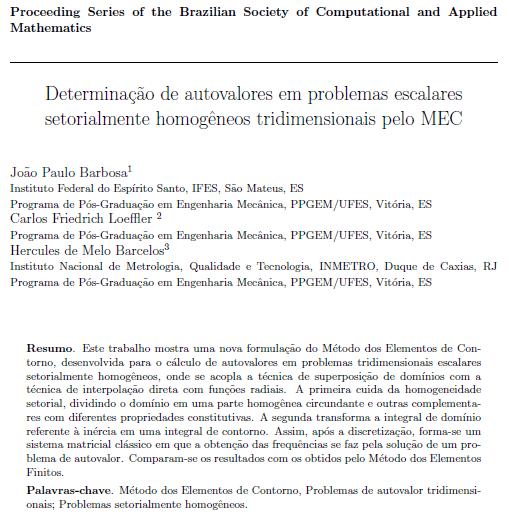 Proceeding Series of the Brazilian Society of Computational and Applied
Mathematics
Determinação de autovalores em problemas escalares
setorialmente homogêneos tridimensionais pelo MEC
João Paulo Barbosa¹
Instituto Federal do Espírito Santo, IFES, São Mateus, ES
Programa de Pós-Graduação em Engenharia Mecânica, PPGEM/UFES, Vitória, ES
Carlos Friedrich Loeffler ²
Programa de Pós-Graduação em Engenharia Mecânica, PPGEM/UFES, Vitória, ES
Hercules de Melo Barcelos³
Instituto Nacional de Metrologia, Qualidade e Tecnologia, INMETRO, Duque de Caxias, RJ
Programa de Pós-Graduação em Engenharia Mecânica, PPGEM/UFES, Vitória, ES
Resumo. Este trabalho mostra uma nova formulação do Método dos Elementos de Con-
torno, desenvolvida para o cálculo de autovalores em problemas tridimensionais escalares
setorialmente homogêneos, onde se acopla a técnica de superposição de domínios com a
técnica de interpolação direta com funções radiais. A primeira cuida da homogeneidade
setorial, dividindo o domínio em uma parte homogênea circundante e outras complementa-
res com diferentes propriedades constitutivas. A segunda transforma a integral de domínio
referente à inércia em uma integral de contorno. Assim, após a discretização, forma-se um
sistema matricial clássico em que a obtenção das frequências se faz pela solução de um pro-
blema de autovalor. Comparam-se os resultados com os obtidos pelo Método dos Elementos
Finitos.
Palavras-chave. Método dos Elementos de Contorno, Problemas de autovalor tridimensi-
onais; Problemas setorialmente homogêneos.